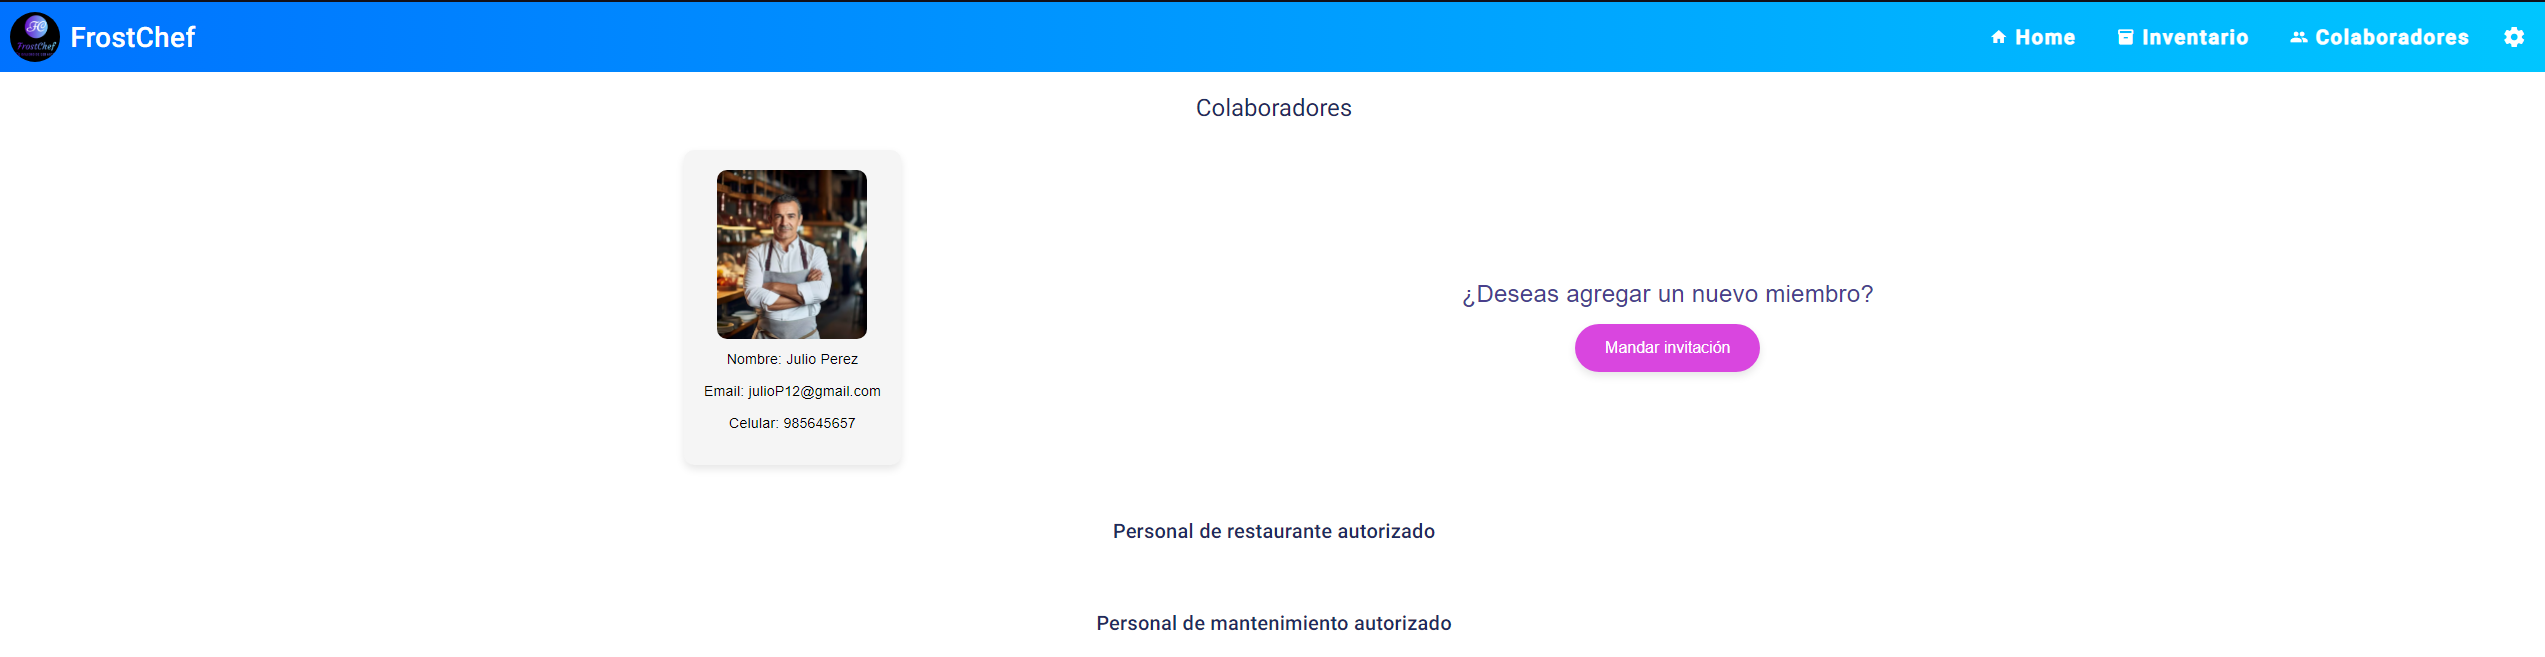 FrostChef
FrostChef
Home
Inventario
Colaboradores
Colaboradores
Nombre: Julio Perez
Email: julioP12@gmail.com
Celular: 985645657
¿Deseas agregar un nuevo miembro?
Mandar invitación
Personal de restaurante autorizado
Personal de mantenimiento autorizado